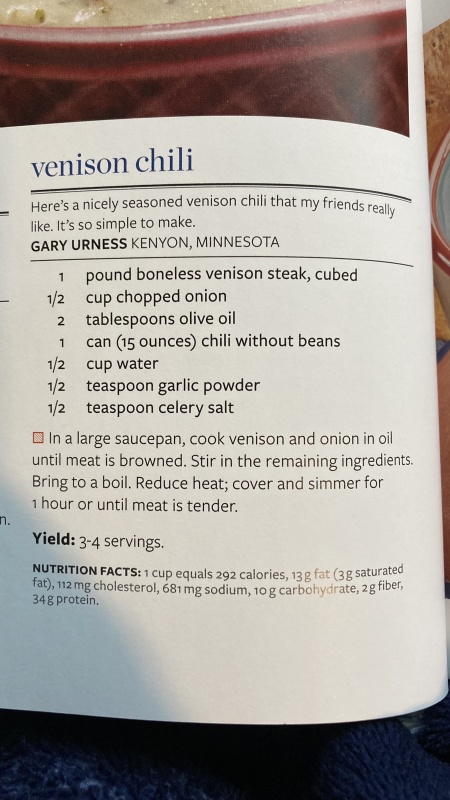 venison chili
Here's a nicely seasoned venison chili that my friends really
like. It's so simple to make.
GARY URNESS KENYON, MINNESOTA
1 pound boneless venison steak, cubed
1/2 cup chopped onion
2 tablespoons olive oil
1 can (15 ounces) chili without beans
1/2 cup water
1/2 teaspoon garlic powder
1/2 teaspoon celery salt
In a large saucepan, cook venison and onion in oil
until meat is browned. Stir in the remaining ingredients.
Bring to a boil. Reduce heat; cover and simmer for
1 hour or until meat is tender.
n.
Yield: 3-4 servings.
NUTRITION FACTS: 1 cup equals 292 calories, 13 g fat (3 g saturated
fat), 112 mg cholesterol, 681 mg sodium, 10 g carbohydrate, 2 g fiber,
34 g protein.